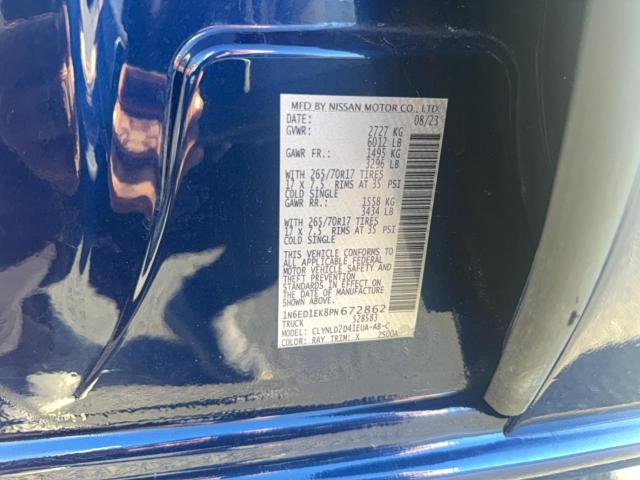 MFD BY NISSAN MOTOR CO., LTD.
DATE: 08/23
GVWR: 2727 KG
6012 LB
GAWR FR.: 1495 KG
3296 LB
WITH 265/70R17 TIRES
17 X 7.5 RIMS AT 35 PSI
COLD SINGLE
GAWR RR.: 1558 KG
3434 LB
WITH 265/70R17 TIRES
17 X 7.5 RIMS AT 35 PSI
COLD SINGLE
THIS VEHICLE CONFORMS TO
ALL APPLICABLE FEDERAL
MOTOR VEHICLE SAFETY AND
THEFT PREVENTION
STANDARDS IN EFFECT ON
THE DATE OF MANUFACTURE
SHOWN ABOVE.
1N6ED1EK8PN672862
TRUCK S28583
MODEL: CLYNLD2D41EUA-AB-C
COLOR: RAY TRIM: X 2500A